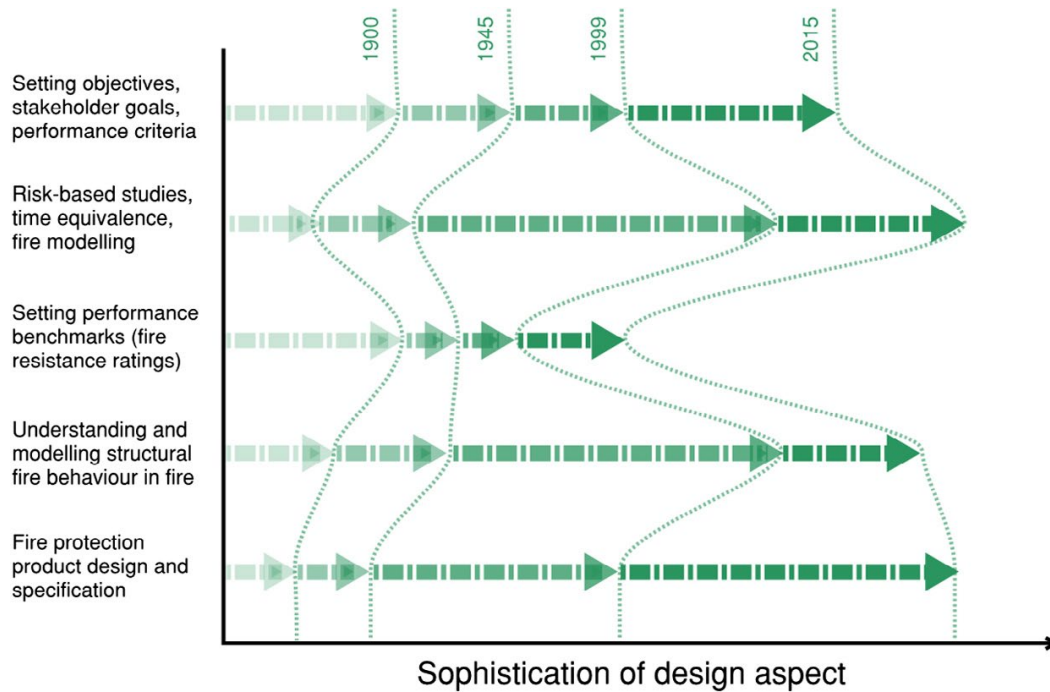 1900
1945
1999
2015
Setting objectives,
stakeholder goals,
performance criteria
Risk-based studies,
time equivalence,
fire modelling
Setting performance
benchmarks (fire
resistance ratings)
Understanding and
modelling structural
fire behaviour in fire
Fire protection
product design and
specification
Sophistication of design aspect